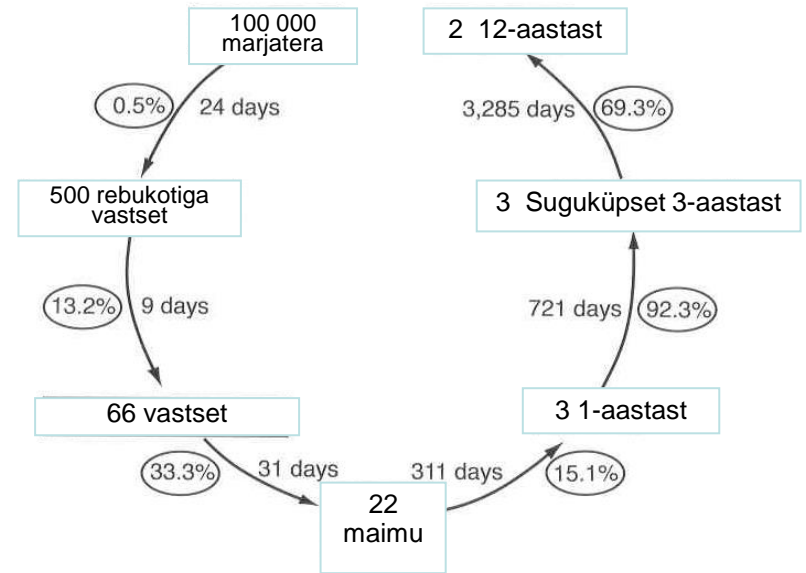 100 000
marjatera
0.5%
24 days
500 rebukotiga
vastset
13.2%
9 days
66 vastset
33.3%
31 days
22
maimu
311 days
15.1%
3 1-aastast
721 days
92.3%
3 Suguküpset 3-aastast
3,285 days
69.3%
2 12-aastast